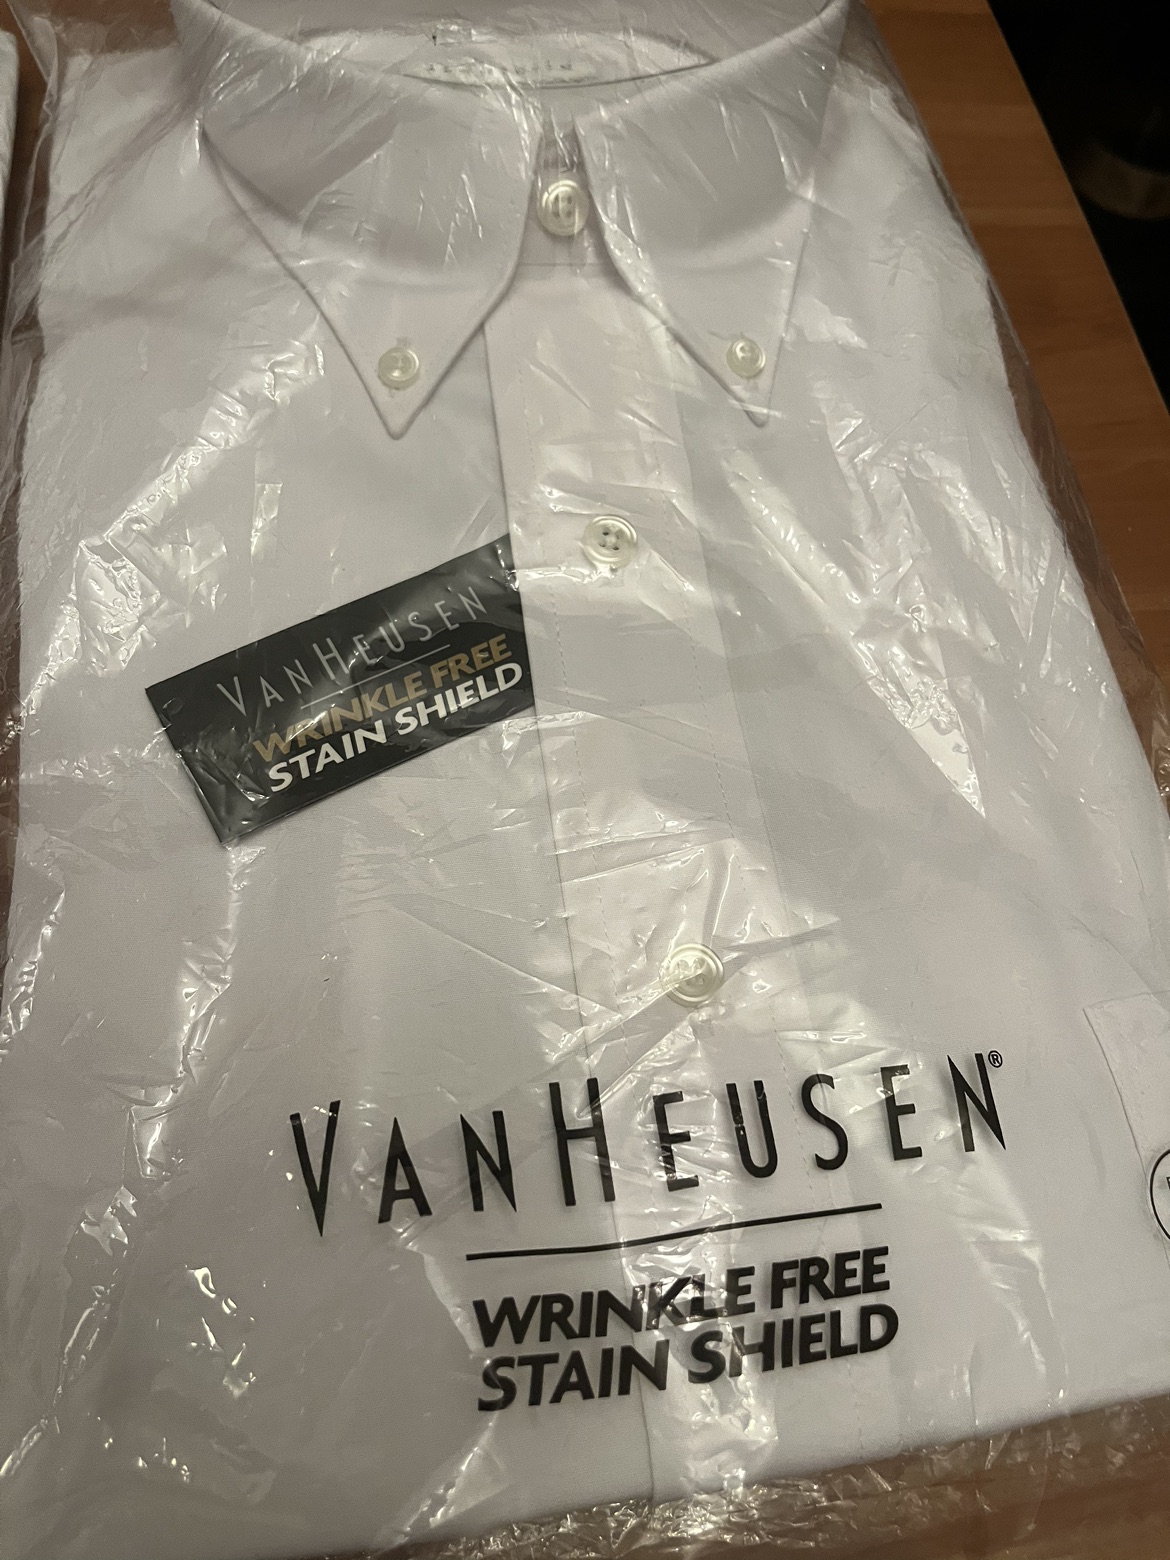 VANHEUSEN
WRINKLE FREE
STAIN SHIELD
VANHEUSEN®
WRINKLE FREE
STAIN SHIELD